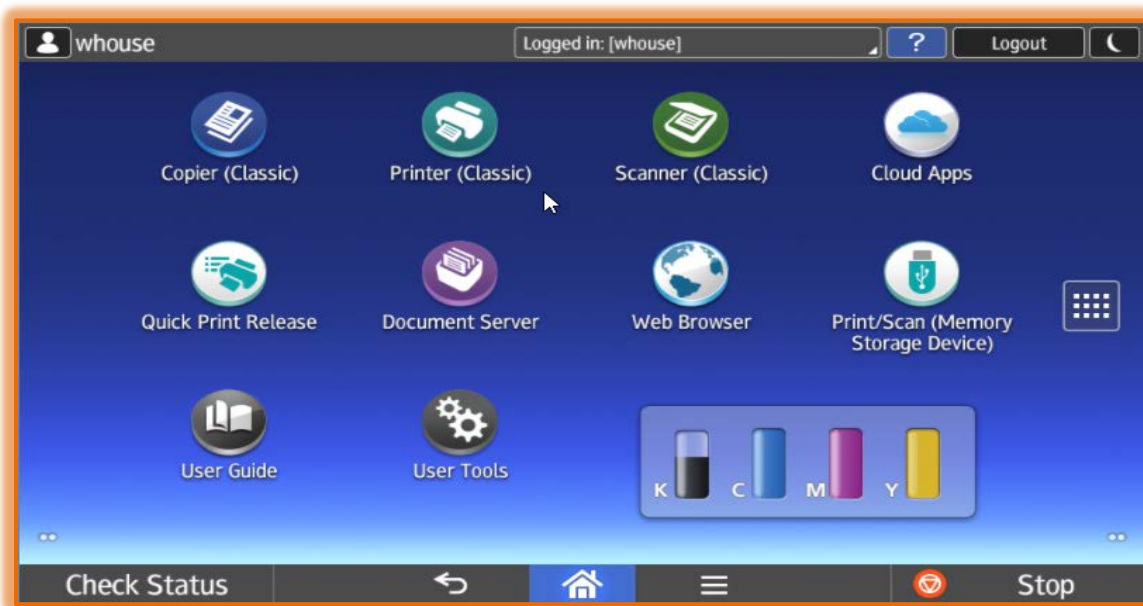 whouse
Logged in: [whouse]
?
Logout
Copier (Classic)
Printer (Classic)
Scanner (Classic)
Cloud Apps
Quick Print Release
Document Server
Web Browser
Print/Scan (Memory
Storage Device)
User Guide
User Tools
K
C
M
Y
Check Status
Stop